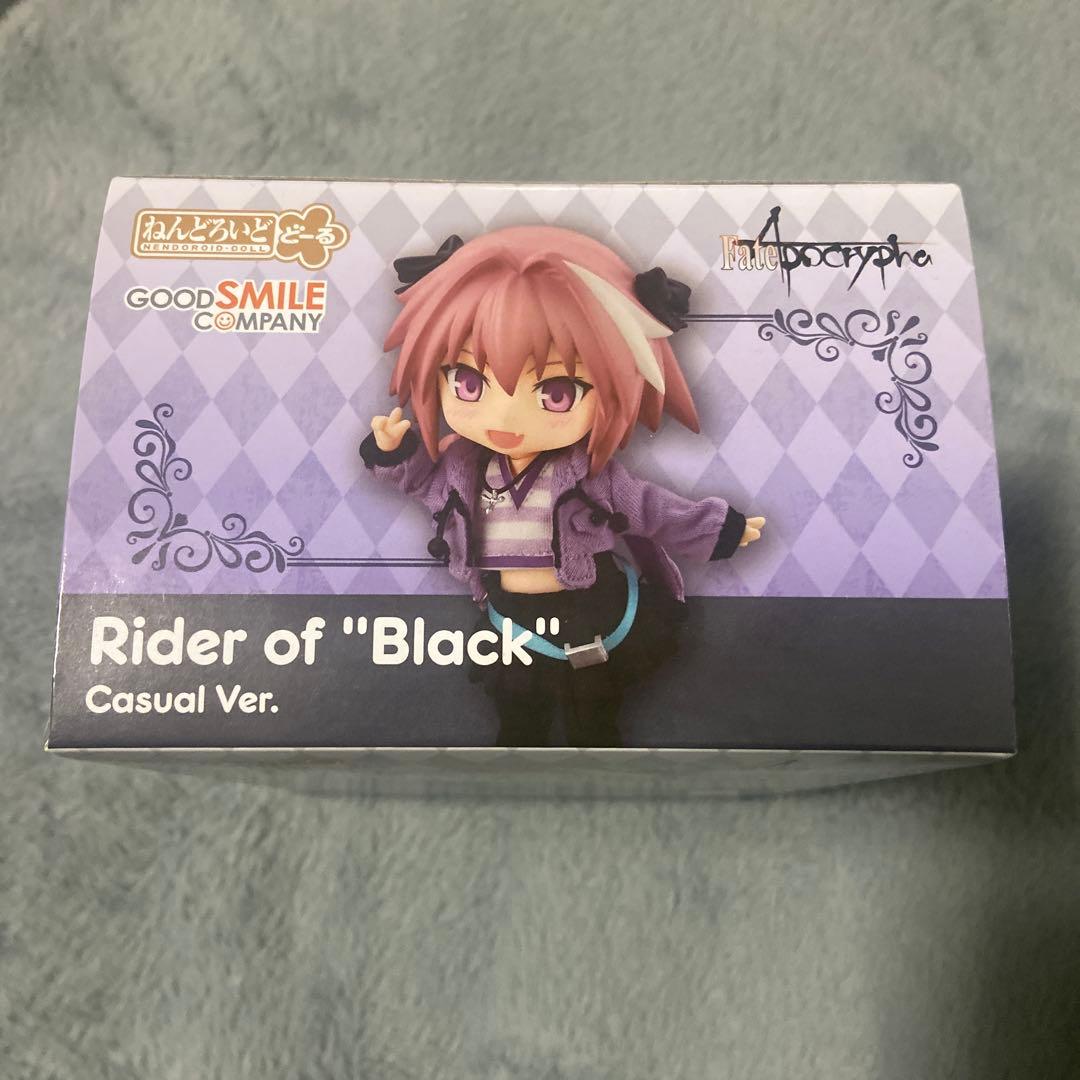 ねんどろいど どーる
NENDOROID-DOLL
GOOD SMILE
COMPANY
Fate Apocrypha
Rider of "Black"
Casual Ver.